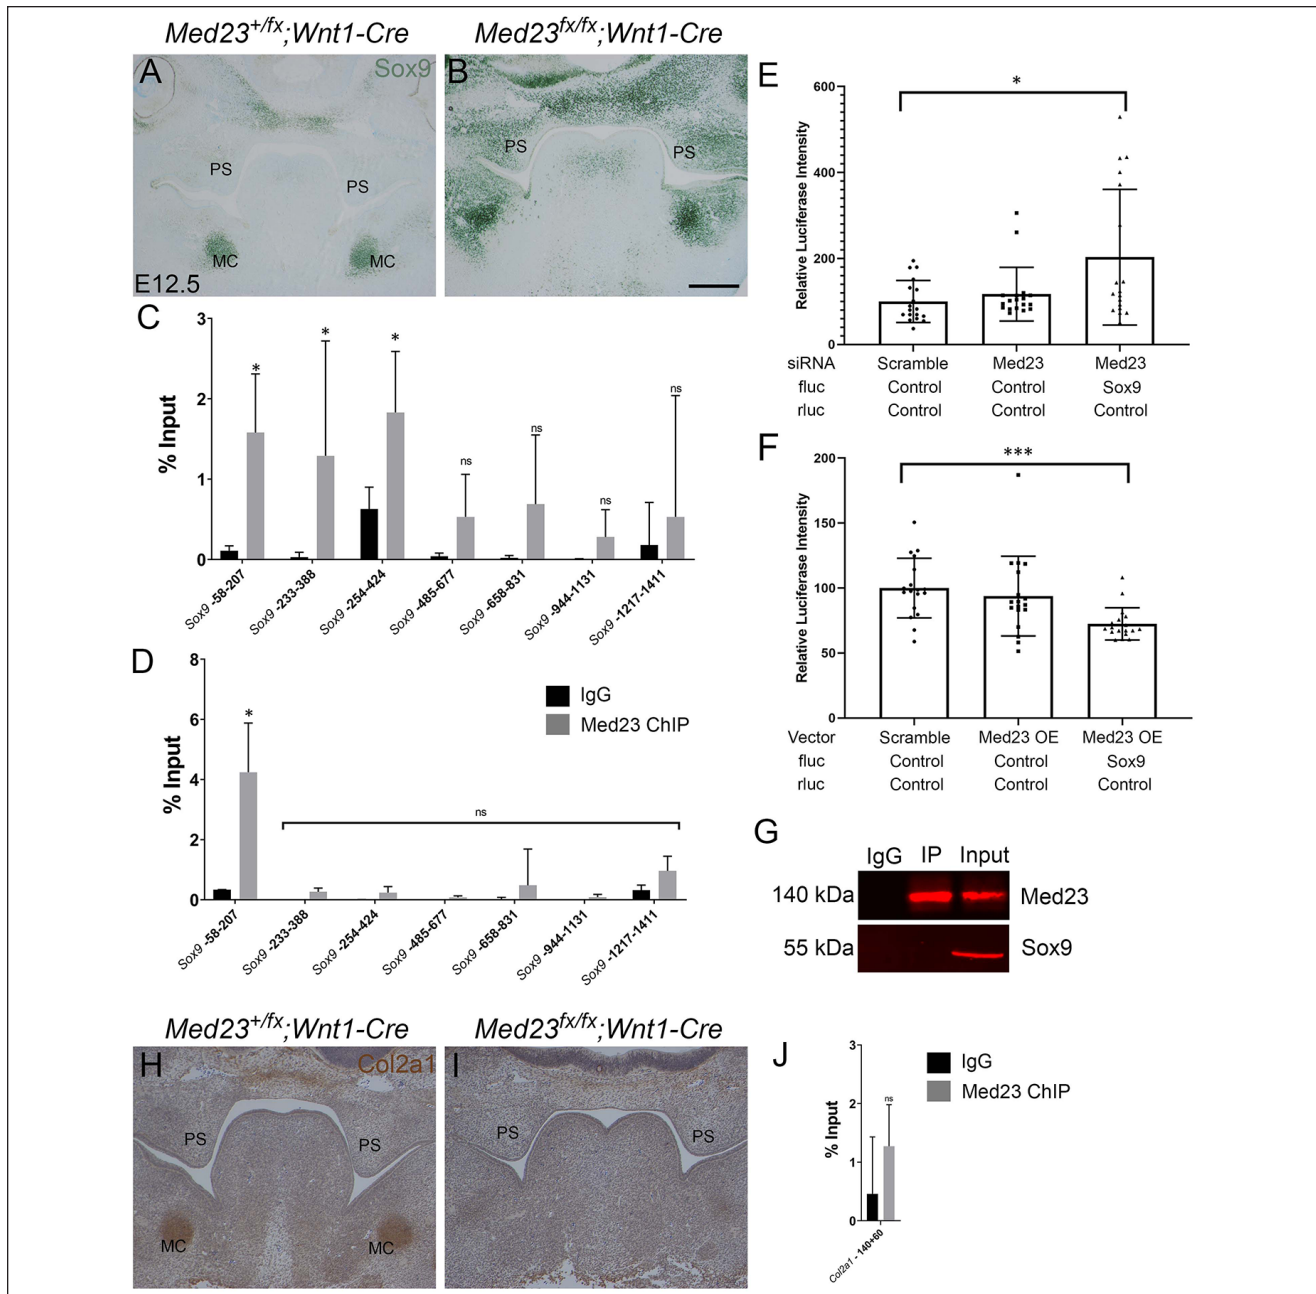 Med23+/fx;Wnt1-Cre
Med23fx/fx;Wnt1-Cre
A
Sox9
PS
PS
MC
MC
E12.5
B
PS
PS
C
% Input
3
2
1
0
*
*
*
ns
ns
ns
ns
Sox9 -58-207
Sox9 -233-388
Sox9 -254-424
Sox9 -485-677
Sox9 -658-831
Sox9 -944-1131
Sox9 -1217-1411
D
% Input
8
6
4
2
0
*
ns
IgG
Med23 ChIP
Sox9 -58-207
Sox9 -233-388
Sox9 -254-424
Sox9 -485-677
Sox9 -658-831
Sox9 -944-1131
Sox9 -1217-1411
E
Relative Luciferase Intensity
600
400
200
0
*
siRNA Scramble Med23 Med23
fluc Control Control Sox9
rluc Control Control Control
F
Relative Luciferase Intensity
200
150
100
50
0
***
Vector Scramble Med23 OE Med23 OE
fluc Control Control Sox9
rluc Control Control Control
G
IgG IP Input
140 kDa Med23
55 kDa Sox9
Med23+/fx;Wnt1-Cre
Med23fx/fx;Wnt1-Cre
H
Col2a1
PS
PS
MC
MC
I
PS
PS
J
% Input
3
2
1
0
ns
IgG
Med23 ChIP
Col2a1 - 140+60